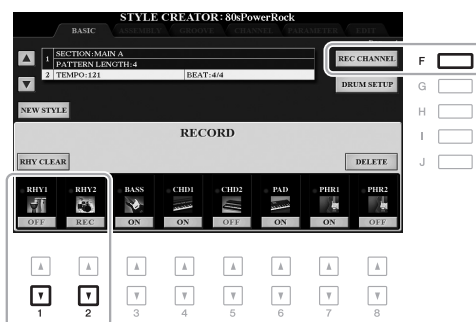 STYLE CREATOR: 80sPowerRock
BASIC ASSEMBLY GROOVE CHANNEL PARAMETER EDIT
1 SECTION:MAIN A
PATTERN LENGTH:4
2 TEMPO:121 BEAT:4/4
REC CHANNEL
DRUM SETUP
F
G
H
I
J
NEW STYLE
RECORD
RHY CLEAR DELETE
RHY1 RHY2 BASS CHD1 CHD2 PAD PHR1 PHR2
OFF REC ON ON OFF ON ON OFF
1 2 3 4 5 6 7 8